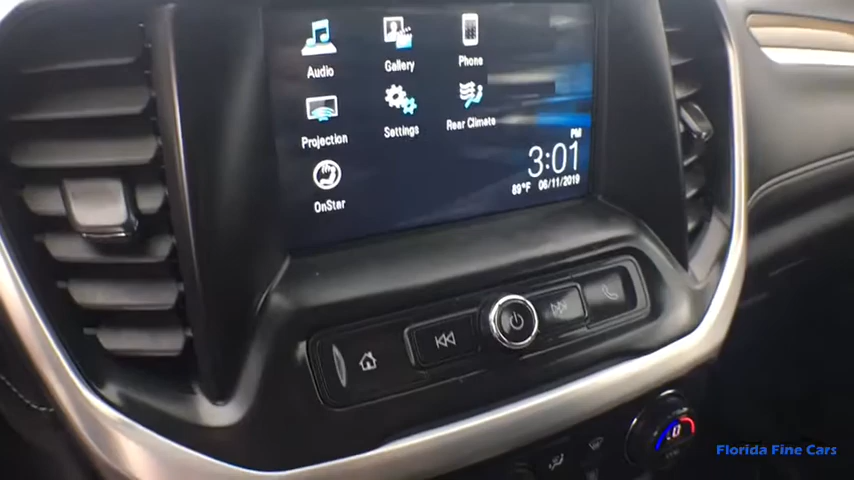 Audio
Gallery
Phone
Projection
Settings
Rear Climate
OnStar
PM
3:01
89°F 06/11/2019
Florida Fine Cars